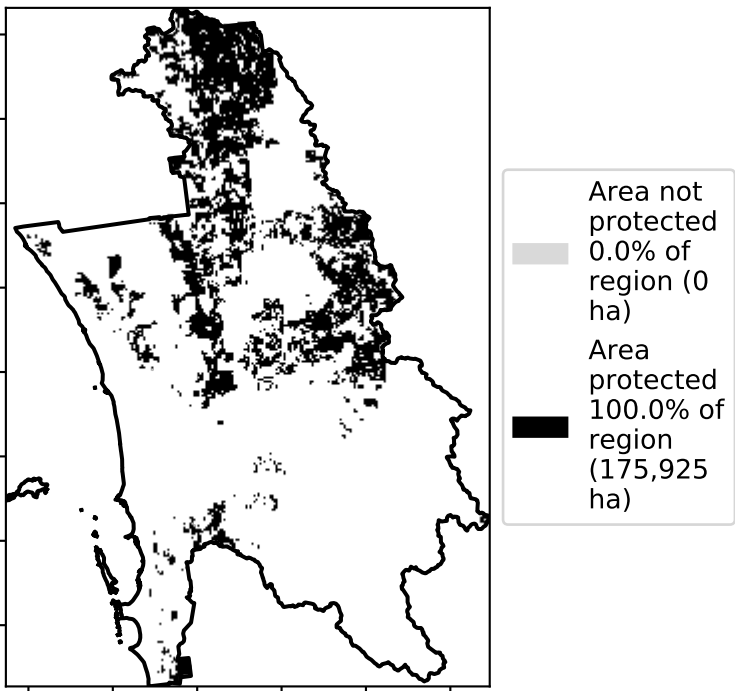 Area not
protected
0.0% of
region (0
ha)
Area
protected
100.0% of
region
(175,925
ha)